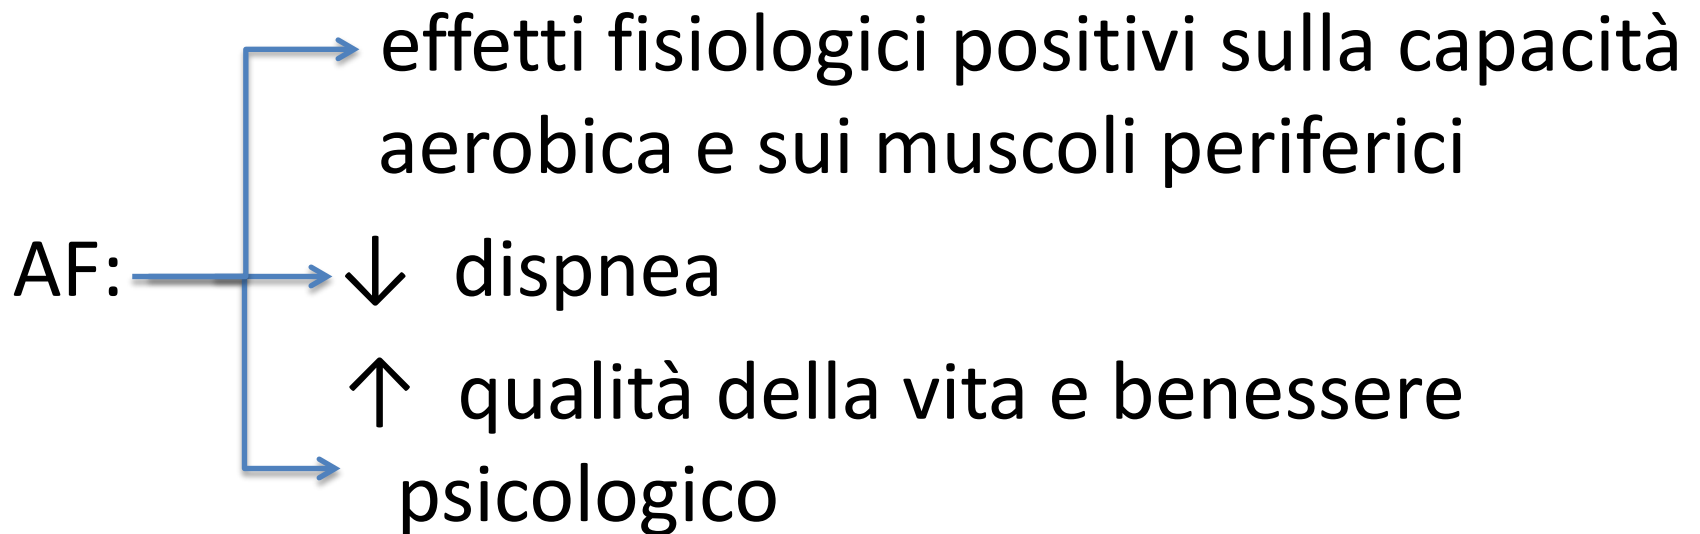 effetti fisiologici positivi sulla capacità
aerobica e sui muscoli periferici
AF: ↓ dispnea
↑ qualità della vita e benessere
psicologico